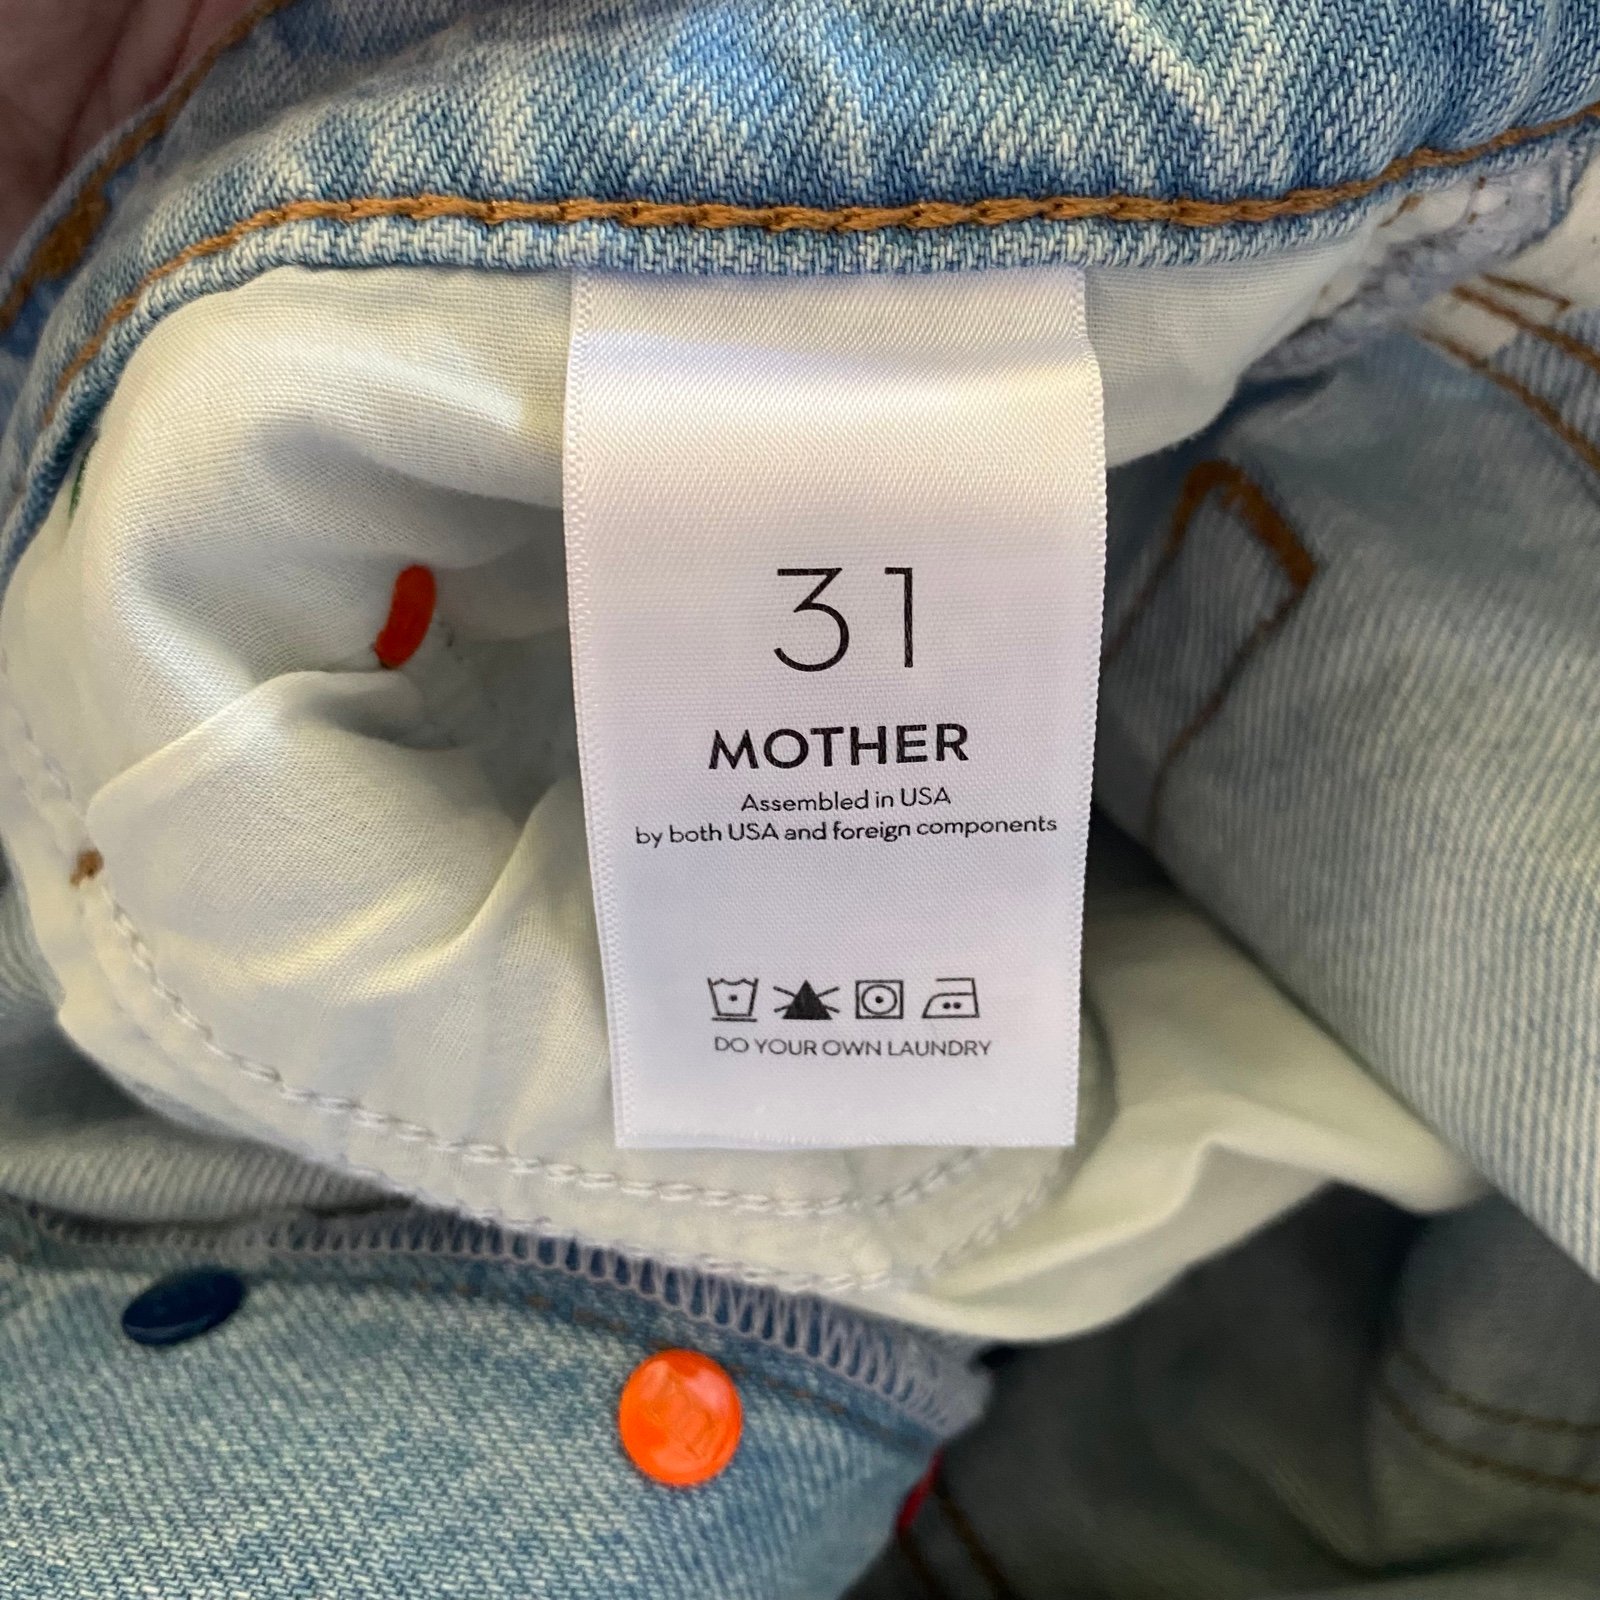 31
MOTHER
Assembled in USA
by both USA and foreign components
DO YOUR OWN LAUNDRY